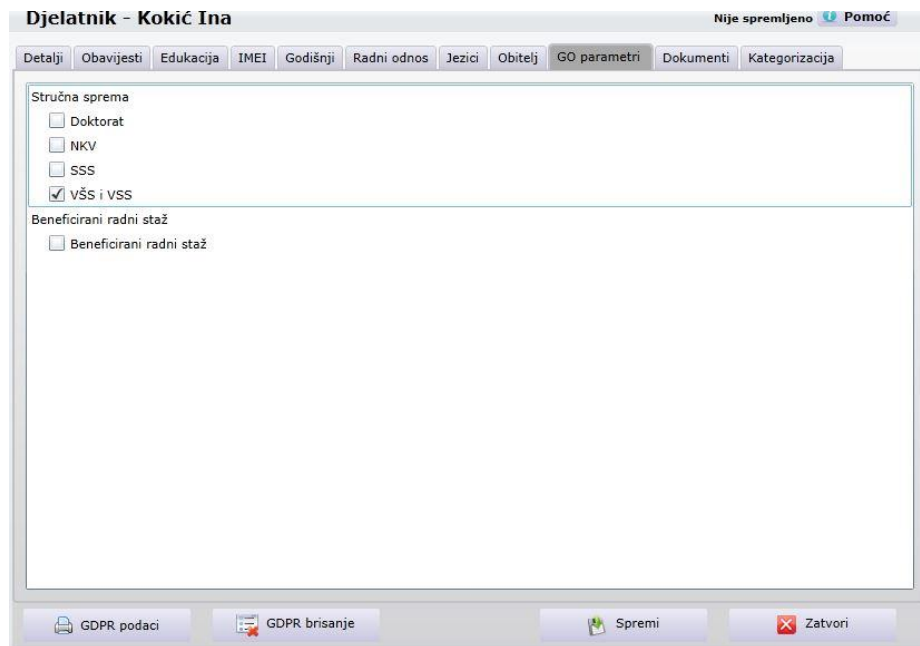 Djelatnik - Kokić Ina
Nije spremljeno Pomoć
Detalji Obavijesti Edukacija IMEI Godišnji Radni odnos Jezici Obitelj GO parametri Dokumenti Kategorizacija
Stručna sprema
Doktorat
NKV
SSS
VŠS i VSS
Beneficirani radni staž
Beneficirani radni staž
GDPR podaci GDPR brisanje Spremi Zatvori